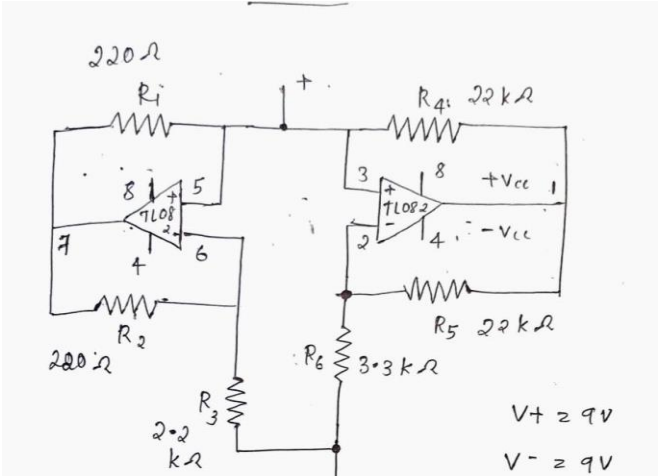 220Ω
R1
+
R4: 22kΩ
8
5
+
TL082
7
4
6
3
8
+Vcc
1
+
TL082
-
2
4
-Vcc
R2
220Ω
R5 22kΩ
R6 3.3kΩ
R3
2.2
kΩ
V+ = 9V
V- = 9V